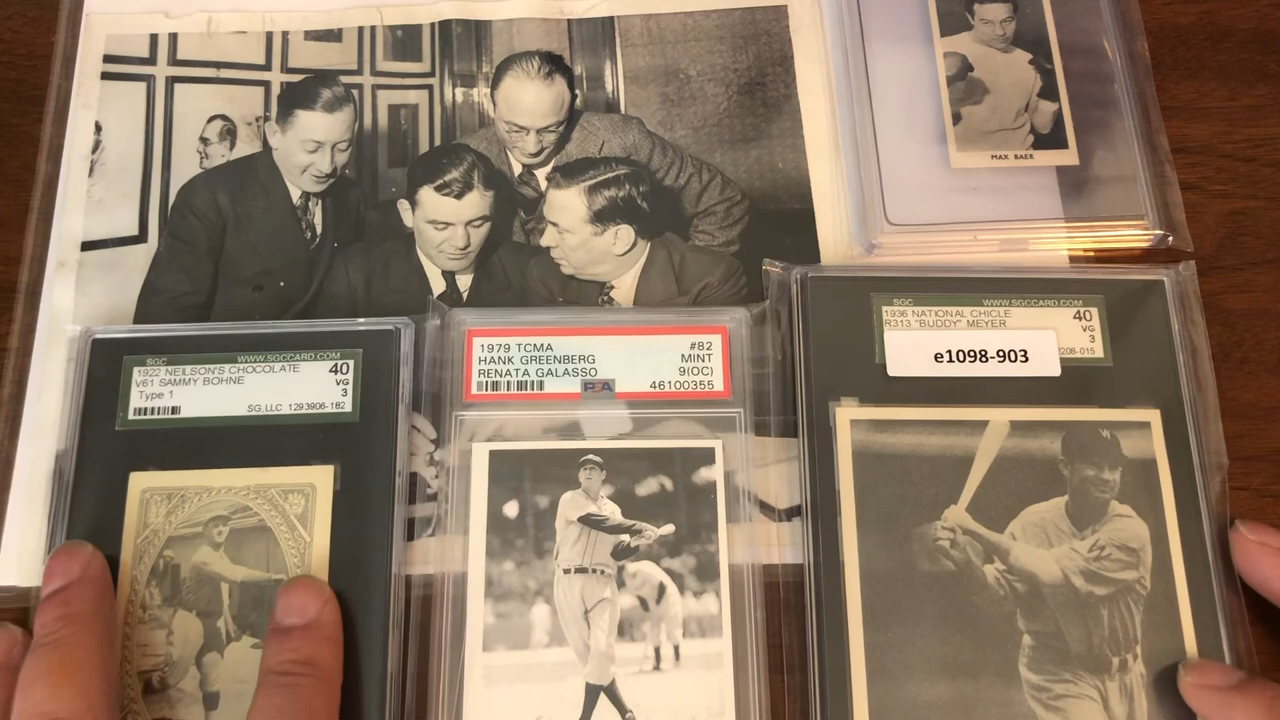 MAX BAER
SGC WWW.SGCCARD.COM
1922 NEILSON'S CHOCOLATE 40
V61 SAMMY BOHNE VG
Type 1 3
SG,LLC 1293906-182
1979 TCMA #82
HANK GREENBERG MINT
RENATA GALASSO 9(OC)
PSA 46100355
SGC WWW.SGCCARD.COM
1936 NATIONAL CHICLE 40
R313 "BUDDY" MEYER VG
3
e1098-903
2208-015
W
W